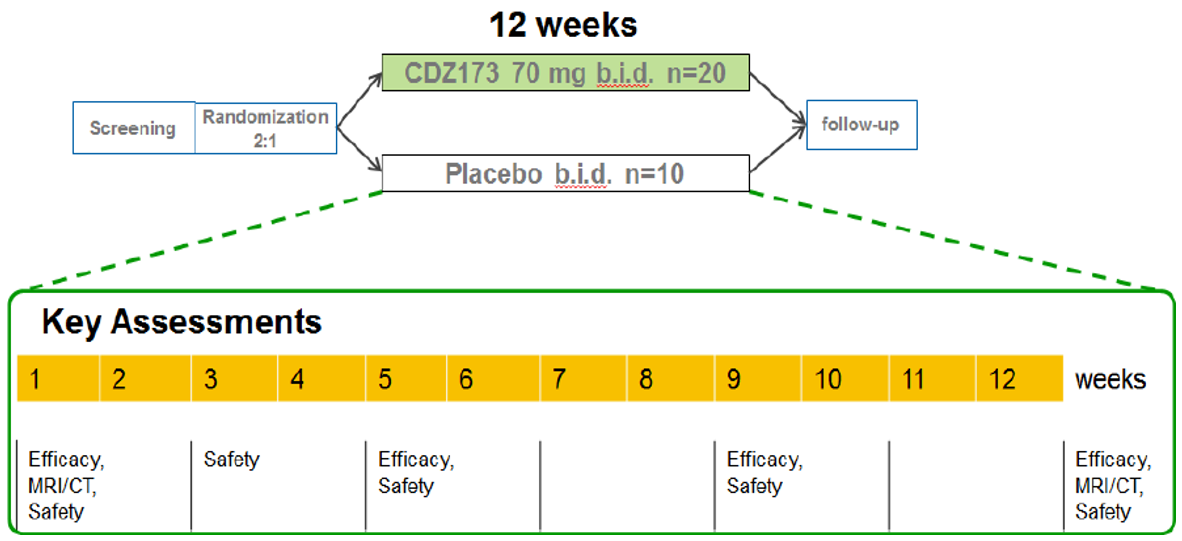 12 weeks
CDZ173 70 mg b.i.d. n=20
Screening
Randomization
2:1
follow-up
Placebo b.i.d. n=10
Key Assessments
1 2 3 4 5 6 7 8 9 10 11 12 weeks
Efficacy,
MRI/CT,
Safety
Safety
Efficacy,
Safety
Efficacy,
Safety
Efficacy,
MRI/CT,
Safety